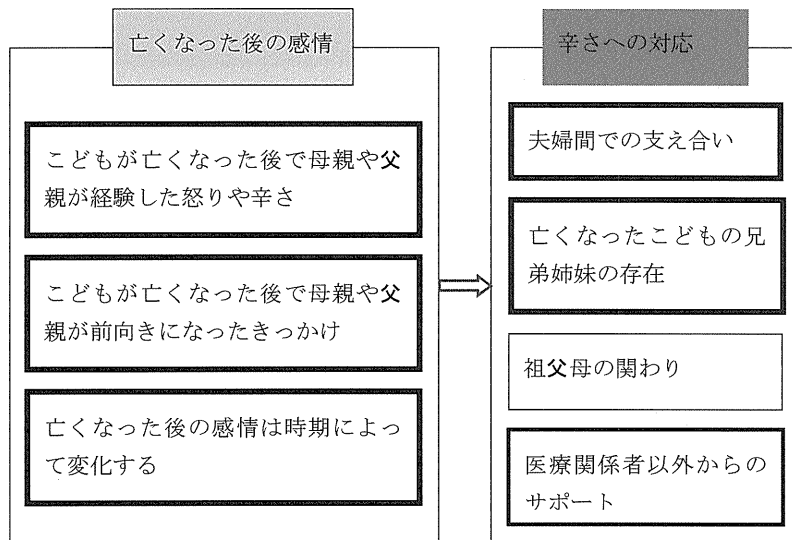 亡くなった後の感情
こどもが亡くなった後で母親や父
親が経験した怒りや辛さ
こどもが亡くなった後で母親や父
親が前向きになったきっかけ
亡くなった後の感情は時期によっ
て変化する
辛さへの対応
夫婦間での支え合い
亡くなったこどもの兄
弟姉妹の存在
祖父母の関わり
医療関係者以外からの
サポート